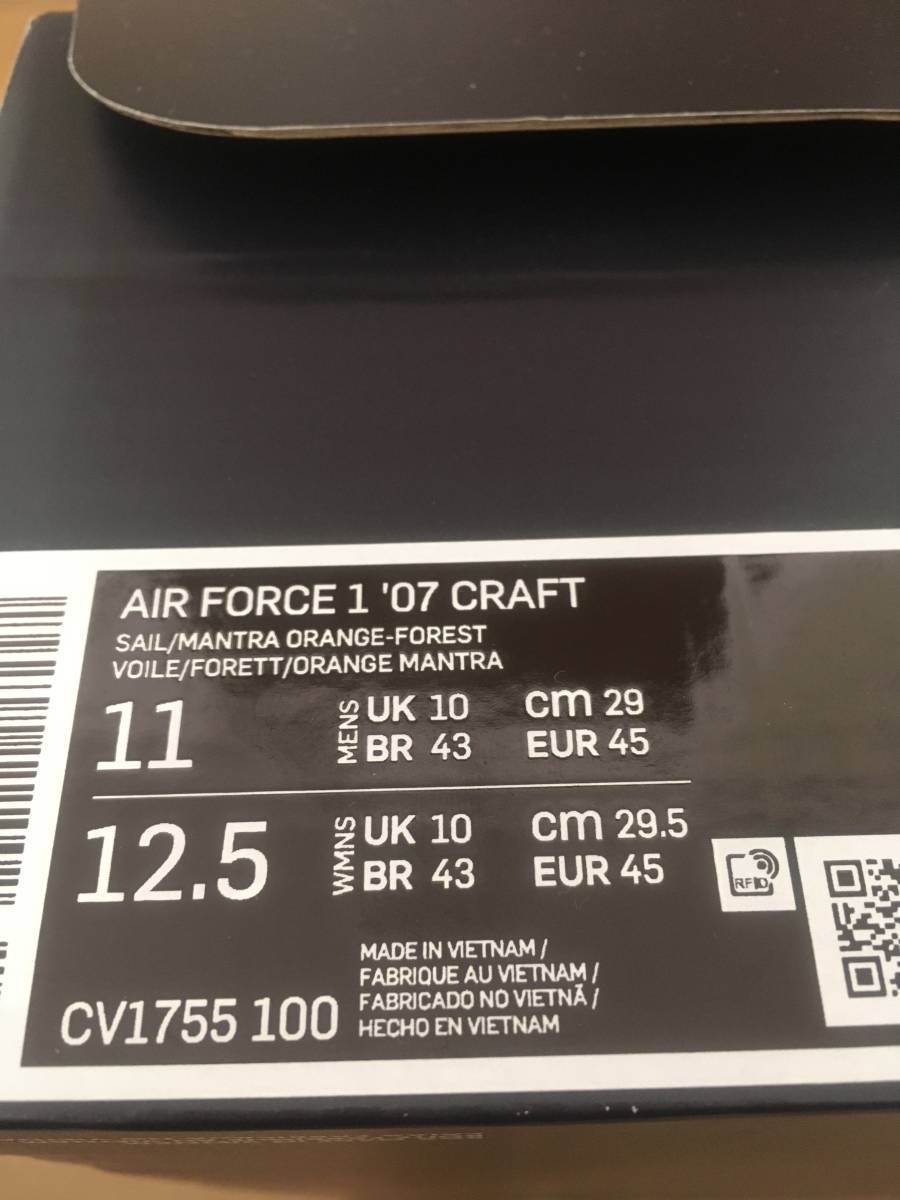 AIR FORCE 1 '07 CRAFT
SAIL/MANTRA ORANGE-FOREST
VOILE/FORETT/ORANGE MANTRA
11 MENS UK 10 cm 29
BR 43 EUR 45
12.5 WMNS UK 10 cm 29.5
BR 43 EUR 45
RFID
MADE IN VIETNAM /
FABRIQUE AU VIETNAM /
FABRICADO NO VIETNÃ /
HECHO EN VIETNAM
CV1755 100